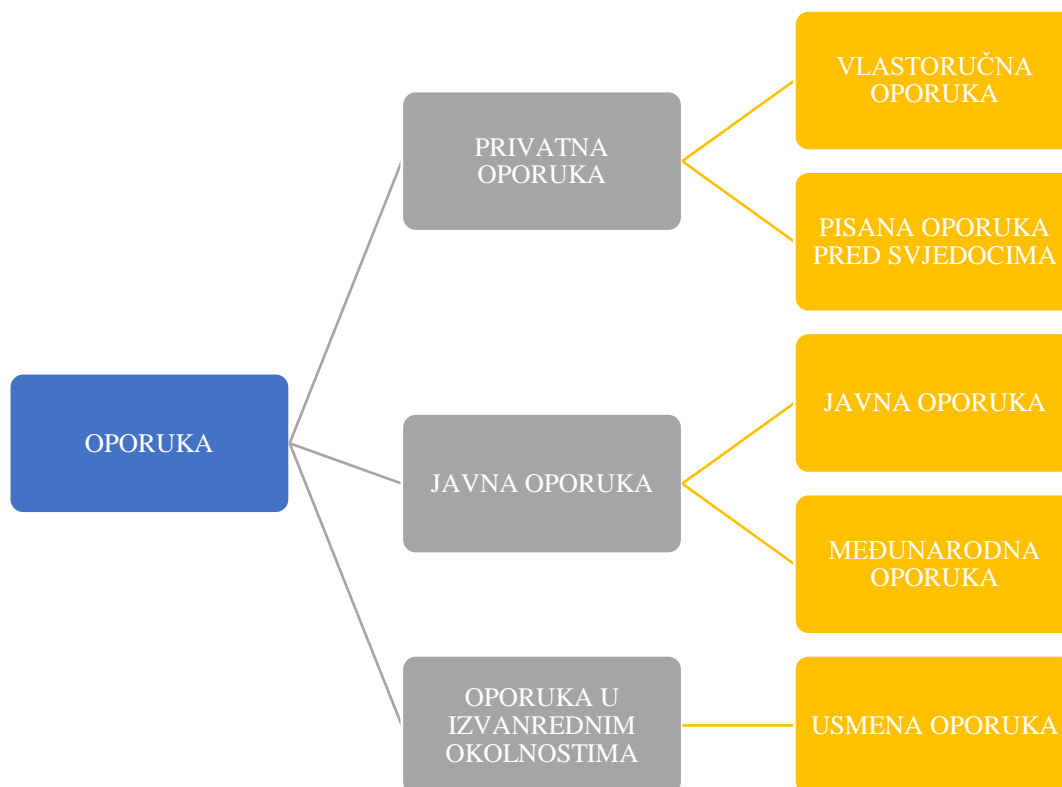 OPORUKA
PRIVATNA
OPORUKA
VLASTORUČNA
OPORUKA
PISANA OPORUKA
PRED SVJEDOCIMA
JAVNA OPORUKA
JAVNA OPORUKA
MEĐUNARODNA
OPORUKA
OPORUKA U
IZVANREDNIM
OKOLNOSTIMA
USMENA OPORUKA